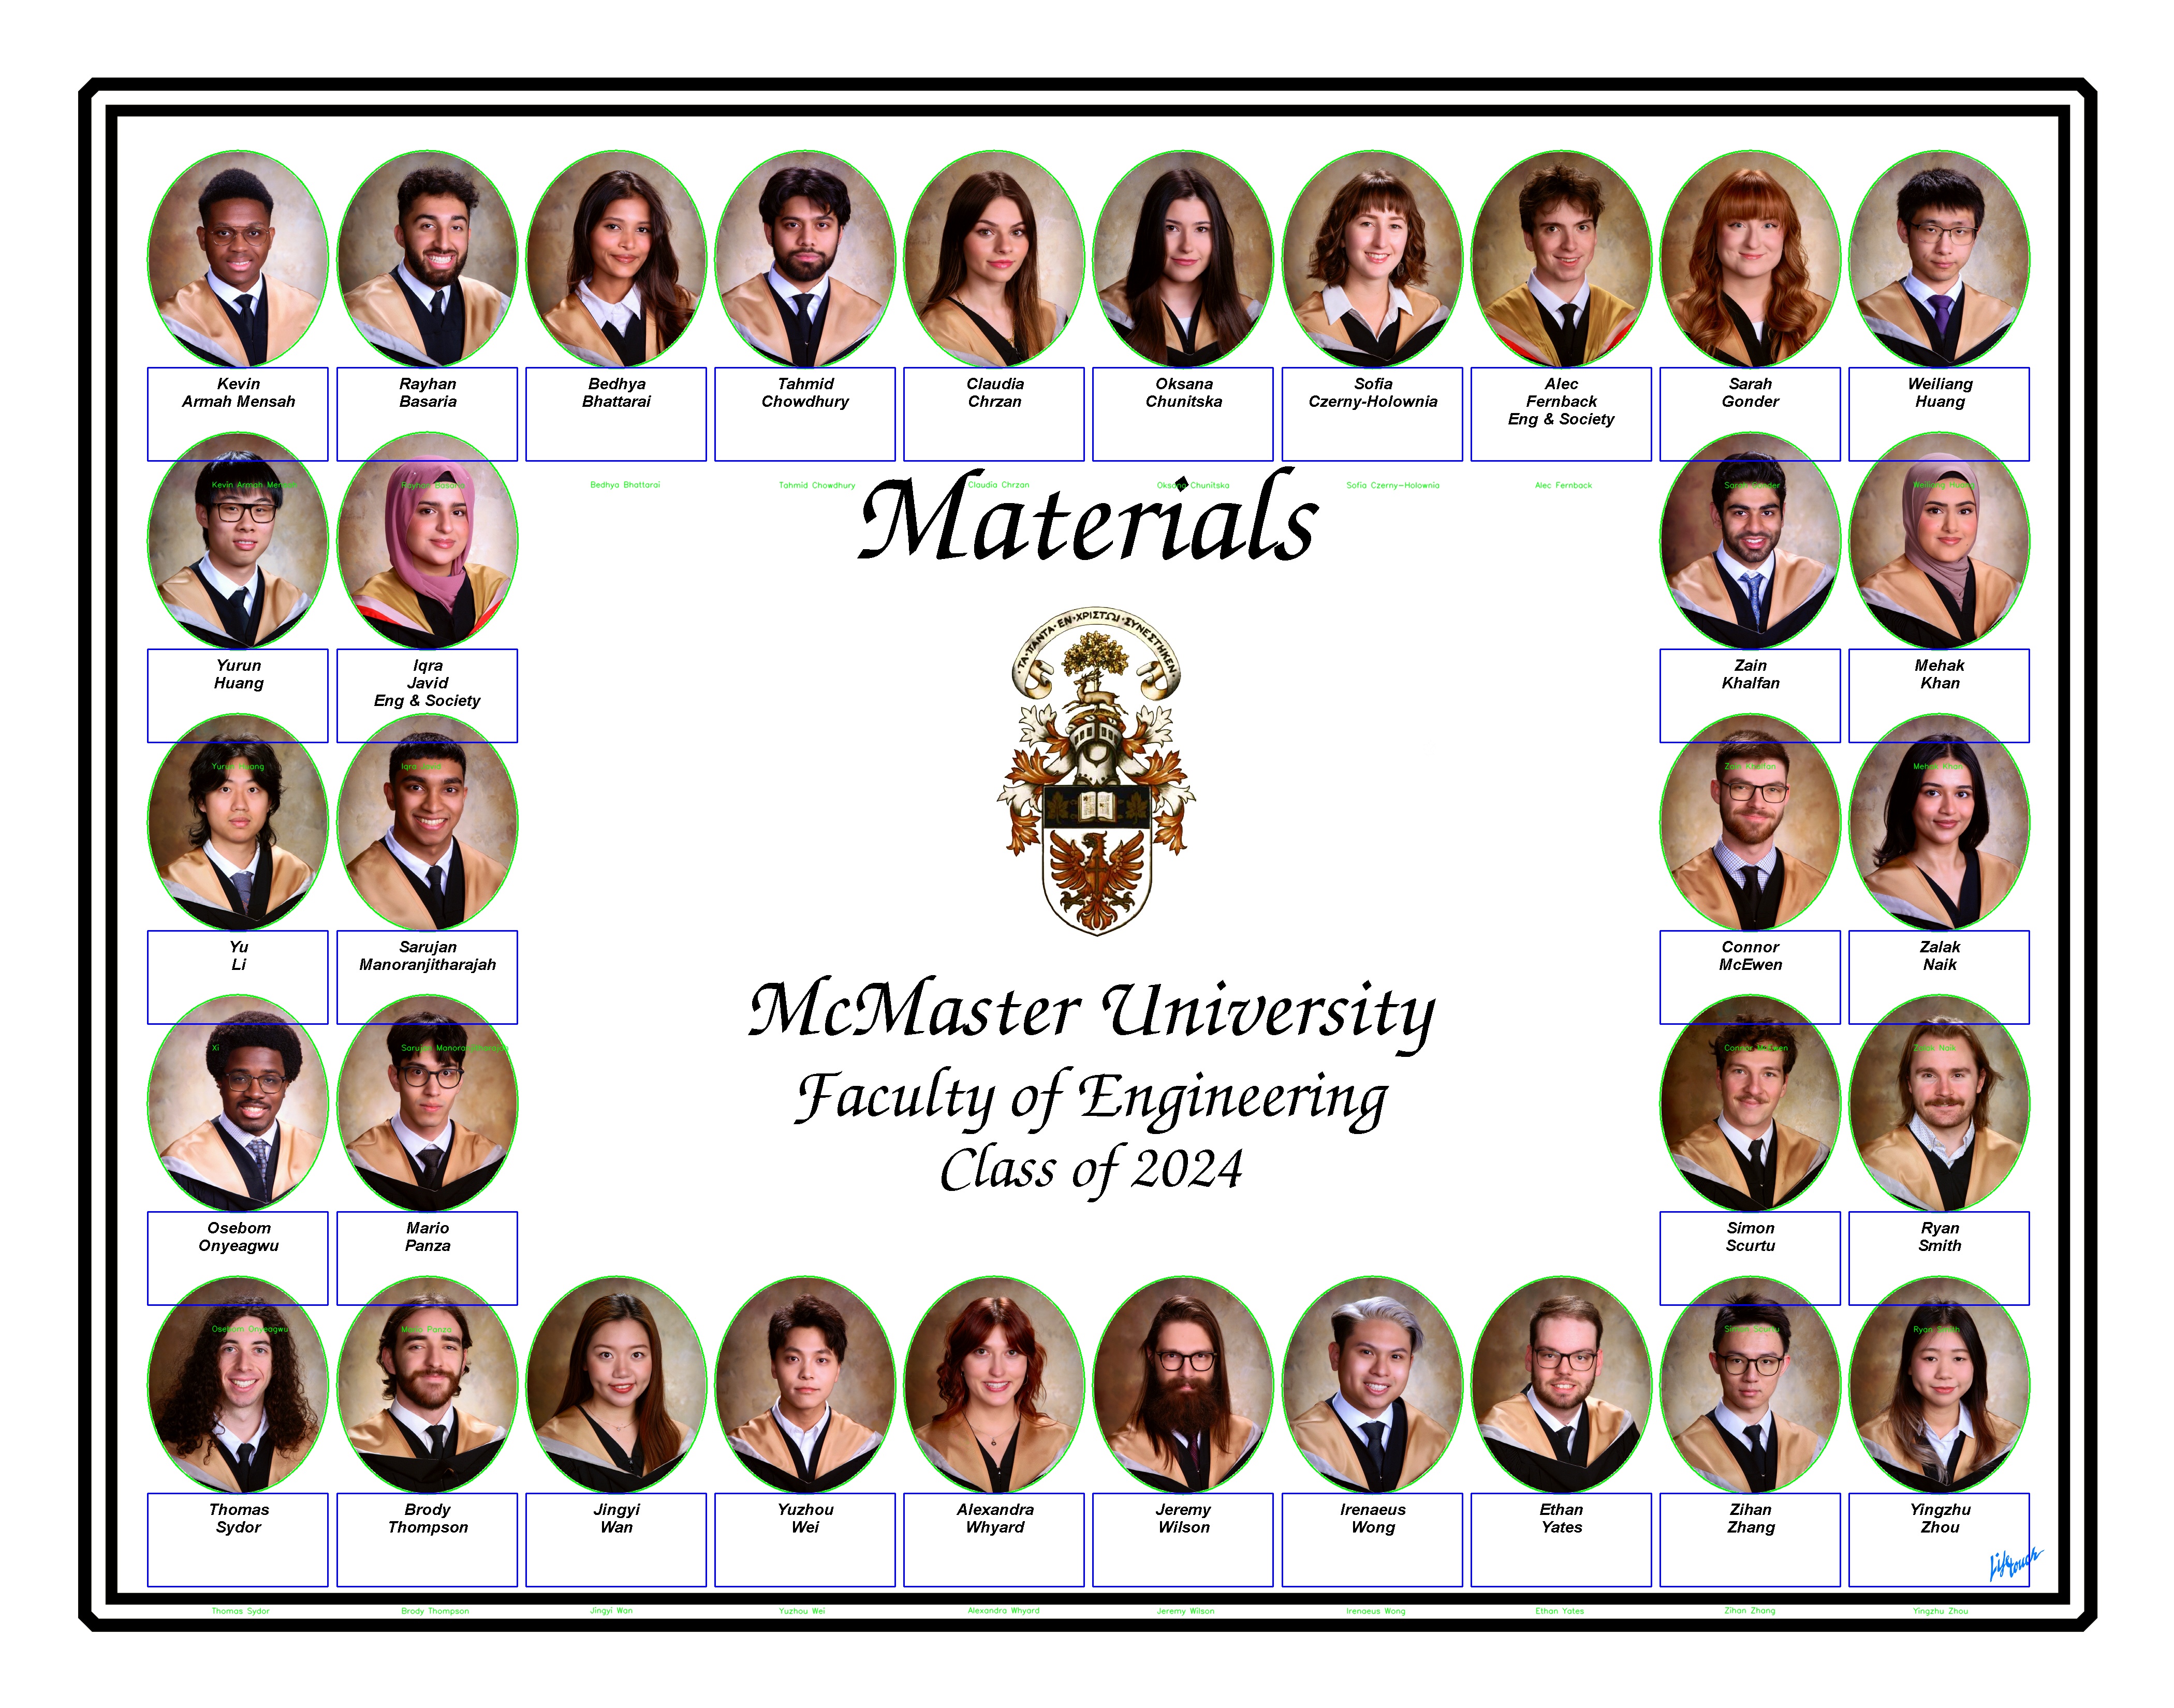 Kevin
Armah Mensah
Rayhan
Basaria
Bedhya
Bhattarai
Tahmid
Chowdhury
Claudia
Chrzan
Oksana
Chunitska
Sofia
Czerny-Holownia
Alec
Fernback
Eng & Society
Sarah
Gonder
Weiliang
Huang
Kevin Armah Mensah
Rayhan Basaria
Bedhya Bhattarai
Tahmid Chowdhury
Claudia Chrzan
Oksana Chunitska
Sofia Czerny-Holownia
Alec Fernback
Sarah Gonder
Weiliang Huang
Materials
ΤΑ·ΠΑΝΤΑ·ΕΝ·ΧΡΙΣΤΩΙ·ΣΥΝΕΣΤΗΚΕΝ
Yurun
Huang
Iqra
Javid
Eng & Society
Zain
Khalfan
Mehak
Khan
Yurun Huang
Iqra Javid
Zain Khalfan
Mehak Khan
Yu
Li
Sarujan
Manoranjitharajah
Connor
McEwen
Zalak
Naik
Xi
Sarujan Manoranjitharajah
Connor McEwen
Zalak Naik
McMaster University
Faculty of Engineering
Class of 2024
Osebom
Onyeagwu
Mario
Panza
Simon
Scurtu
Ryan
Smith
Osebom Onyeagwu
Mario Panza
Simon Scurtu
Ryan Smith
Thomas
Sydor
Brody
Thompson
Jingyi
Wan
Yuzhou
Wei
Alexandra
Whyard
Jeremy
Wilson
Irenaeus
Wong
Ethan
Yates
Zihan
Zhang
Yingzhu
Zhou
Lifetouch
Thomas Sydor
Brody Thompson
Jingyi Wan
Yuzhou Wei
Alexandra Whyard
Jeremy Wilson
Irenaeus Wong
Ethan Yates
Zihan Zhang
Yingzhu Zhou